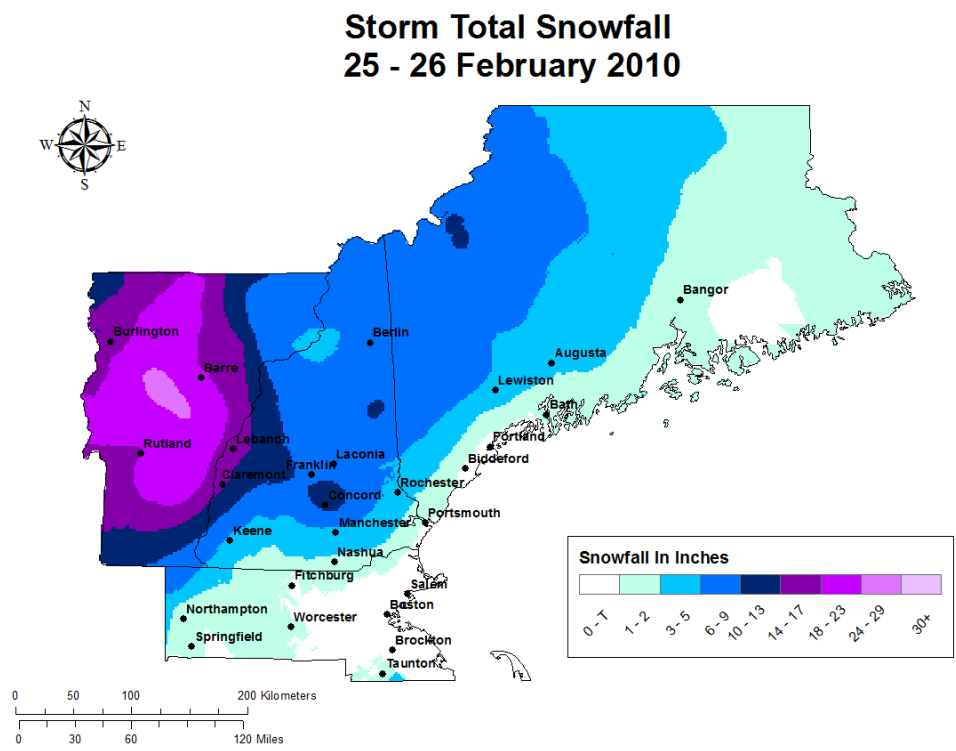 Storm Total Snowfall
25 - 26 February 2010
N
W E
S
Bangor
Burlington
Berlin
Augusta
Barre
Lewiston
Bath
Rutland
Lebanon
Portland
Laconia
Franklin
Biddeford
Claremont
Rochester
Concord
Portsmouth
Manchester
Keene
Nashua
Fitchburg
Salem
Northampton
Boston
Worcester
Springfield
Brockton
Taunton
Snowfall In Inches
0 - T
1 - 2
3 - 5
6 - 9
10 - 13
14 - 17
18 - 23
24 - 29
30+
0 50 100 200 Kilometers
0 30 60 120 Miles